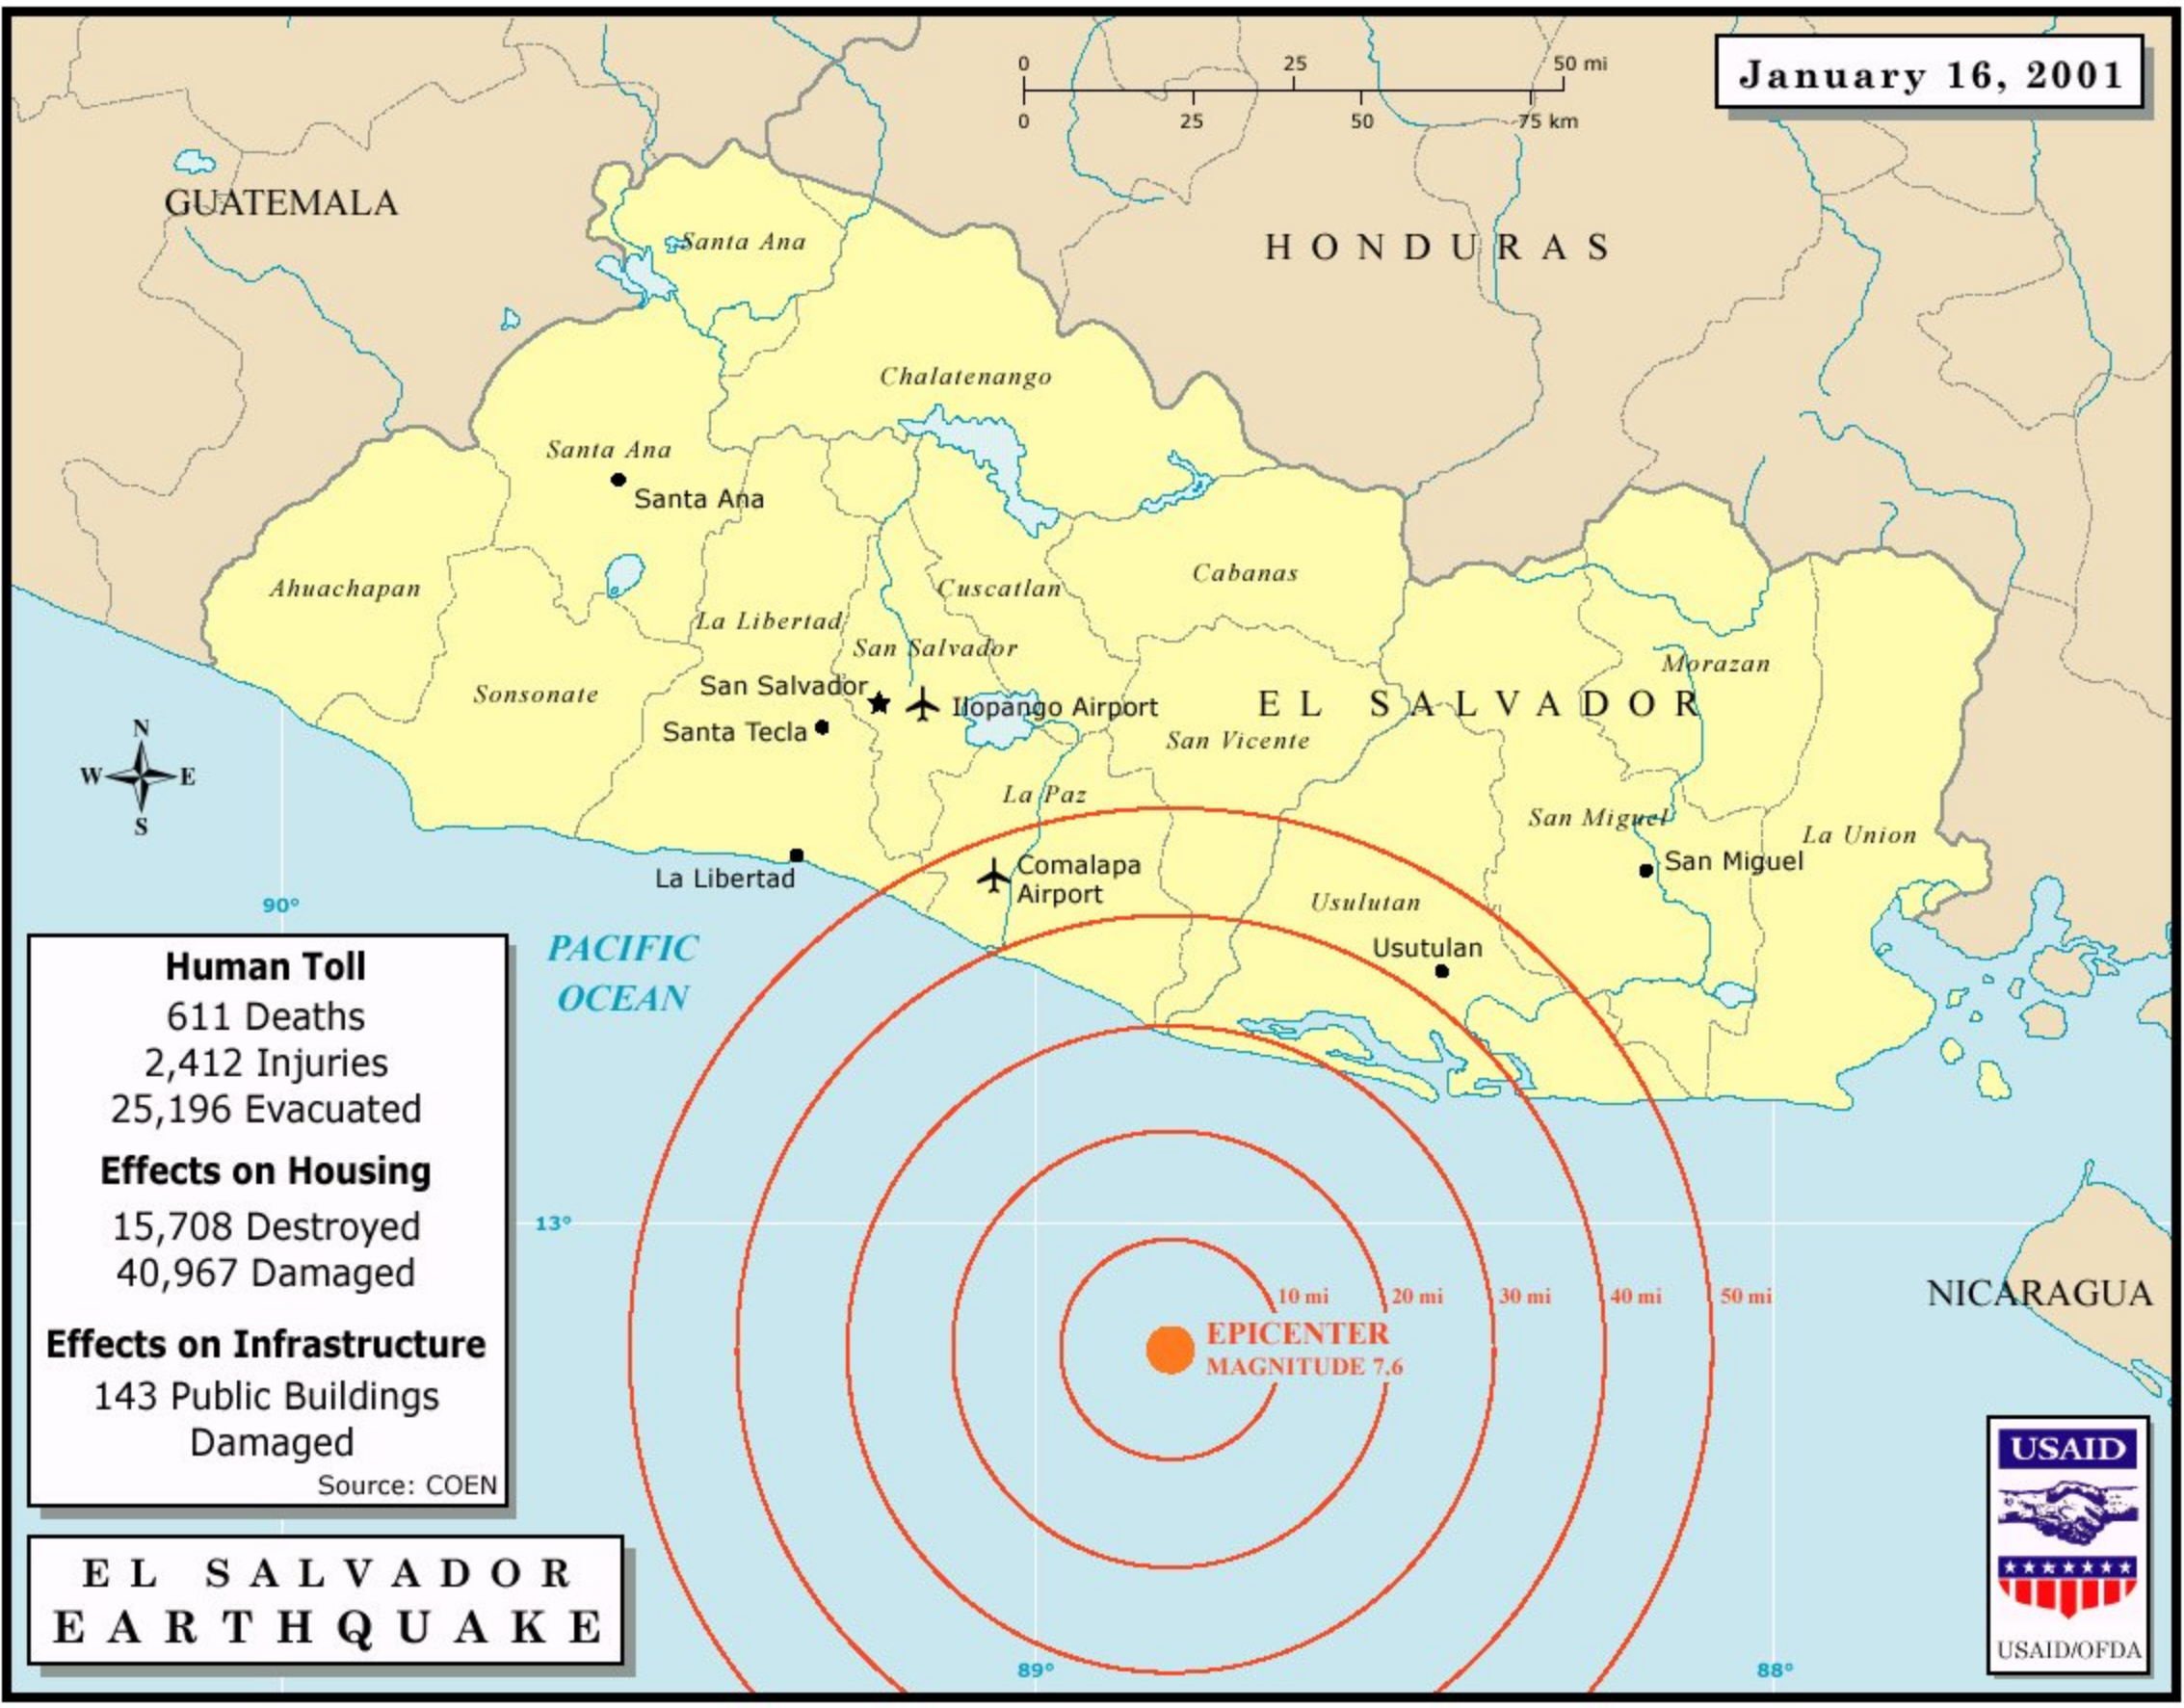 0 25 50 mi
0 25 50 75 km
January 16, 2001
GUATEMALA
HONDURAS
Santa Ana
Chalatenango
Santa Ana
Santa Ana
Ahuachapan
Cuscatlan
Cabanas
La Libertad
San Salvador
Morazan
Sonsonate
San Salvador
Ilopango Airport
EL SALVADOR
Santa Tecla
San Vicente
N
W E
S
La Paz
San Miguel
La Union
La Libertad
Comalapa
Airport
San Miguel
Usulutan
Usutulan
90°
PACIFIC
OCEAN
Human Toll
611 Deaths
2,412 Injuries
25,196 Evacuated
Effects on Housing
15,708 Destroyed
40,967 Damaged
Effects on Infrastructure
143 Public Buildings
Damaged
Source: COEN
13°
10 mi 20 mi 30 mi 40 mi 50 mi
EPICENTER
MAGNITUDE 7.6
NICARAGUA
EL SALVADOR
EARTHQUAKE
89°
88°
USAID
USAID/OFDA